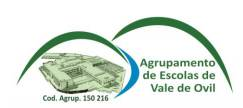 Agrupamento
de Escolas de
Vale de Ovil
Cod. Agrup. 150 216